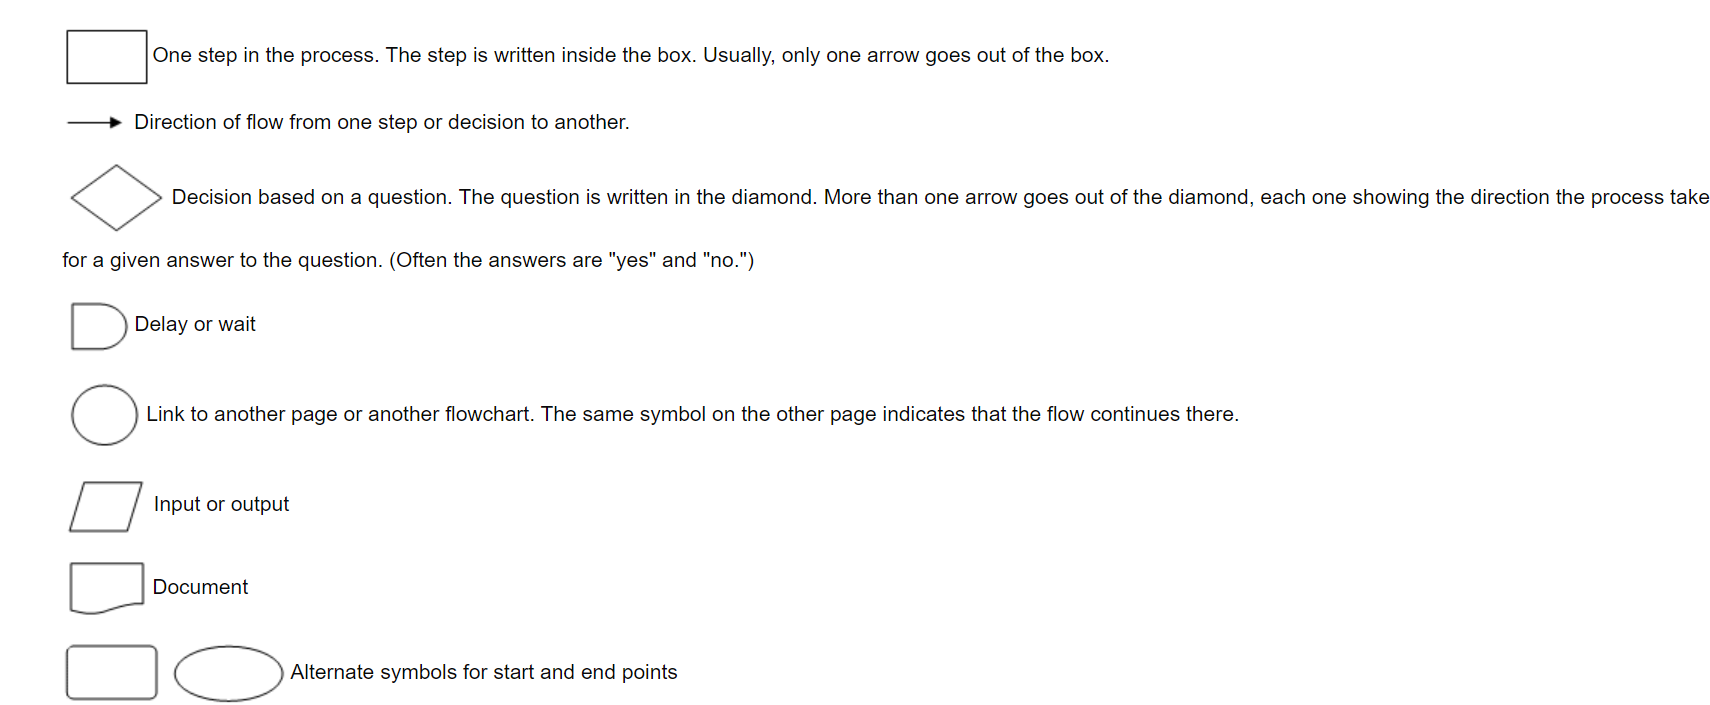 One step in the process. The step is written inside the box. Usually, only one arrow goes out of the box.
Direction of flow from one step or decision to another.
Decision based on a question. The question is written in the diamond. More than one arrow goes out of the diamond, each one showing the direction the process take
for a given answer to the question. (Often the answers are "yes" and "no.")
Delay or wait
Link to another page or another flowchart. The same symbol on the other page indicates that the flow continues there.
Input or output
Document
Alternate symbols for start and end points